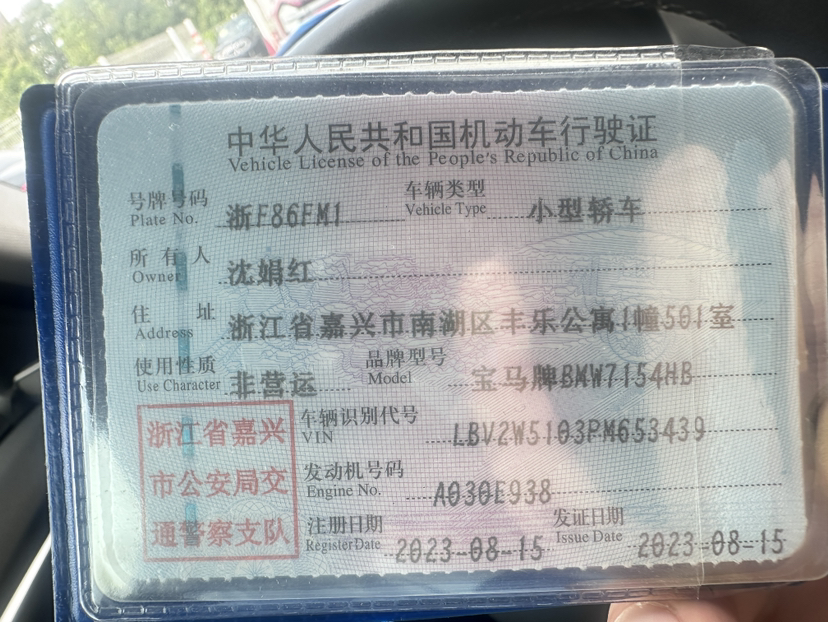 中华人民共和国机动车行驶证
Vehicle License of the People's Republic of China
号牌号码 浙F86FM1 车辆类型 小型轿车
Plate No. Vehicle Type
所有人 沈娟红
Owner
住址 浙江省嘉兴市南湖区丰乐公寓1幢501室
Address
使用性质 非营运 品牌型号 宝马牌BMW7154HB
Use Character Model
浙江省嘉兴
市公安局交
通警察支队
车辆识别代号 LBV2W5103PM653439
VIN
发动机号码 A030E938
Engine No.
注册日期 2023-08-15 发证日期 2023-08-15
Register Date Issue Date